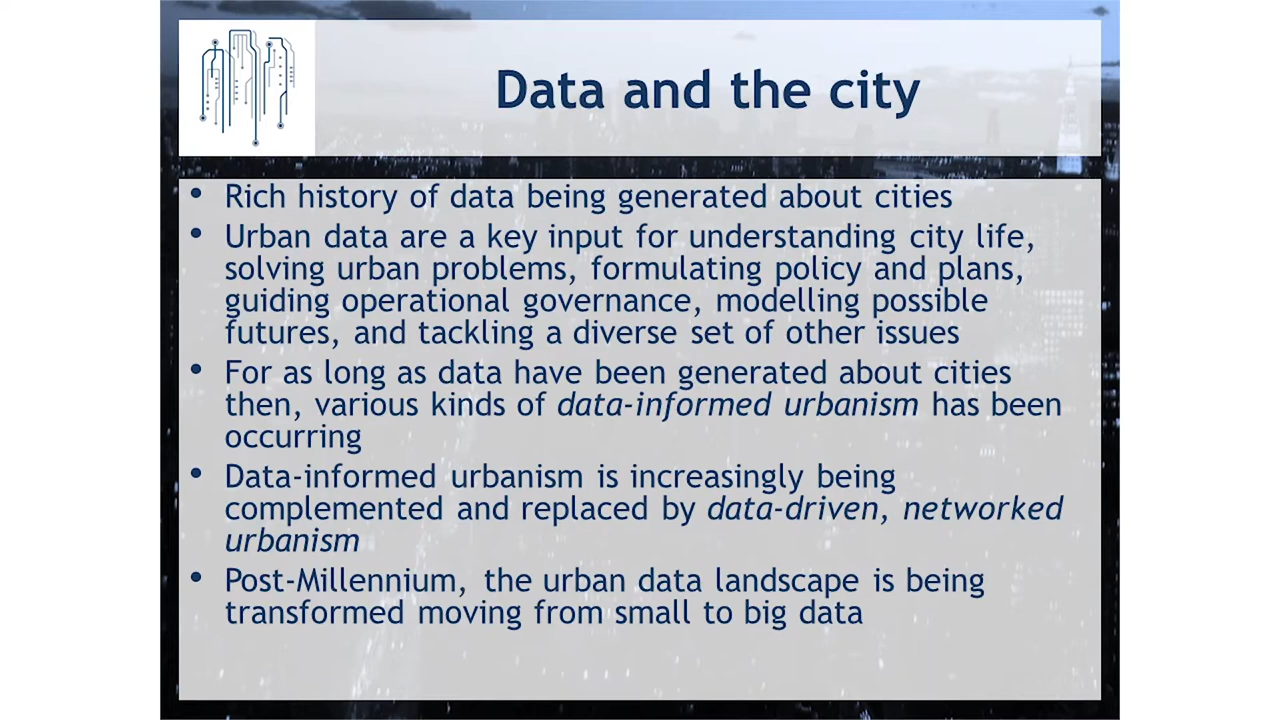 Data and the city
• Rich history of data being generated about cities
• Urban data are a key input for understanding city life,
solving urban problems, formulating policy and plans,
guiding operational governance, modelling possible
futures, and tackling a diverse set of other issues
• For as long as data have been generated about cities
then, various kinds of data-informed urbanism has been
occurring
• Data-informed urbanism is increasingly being
complemented and replaced by data-driven, networked
urbanism
• Post-Millennium, the urban data landscape is being
transformed moving from small to big data